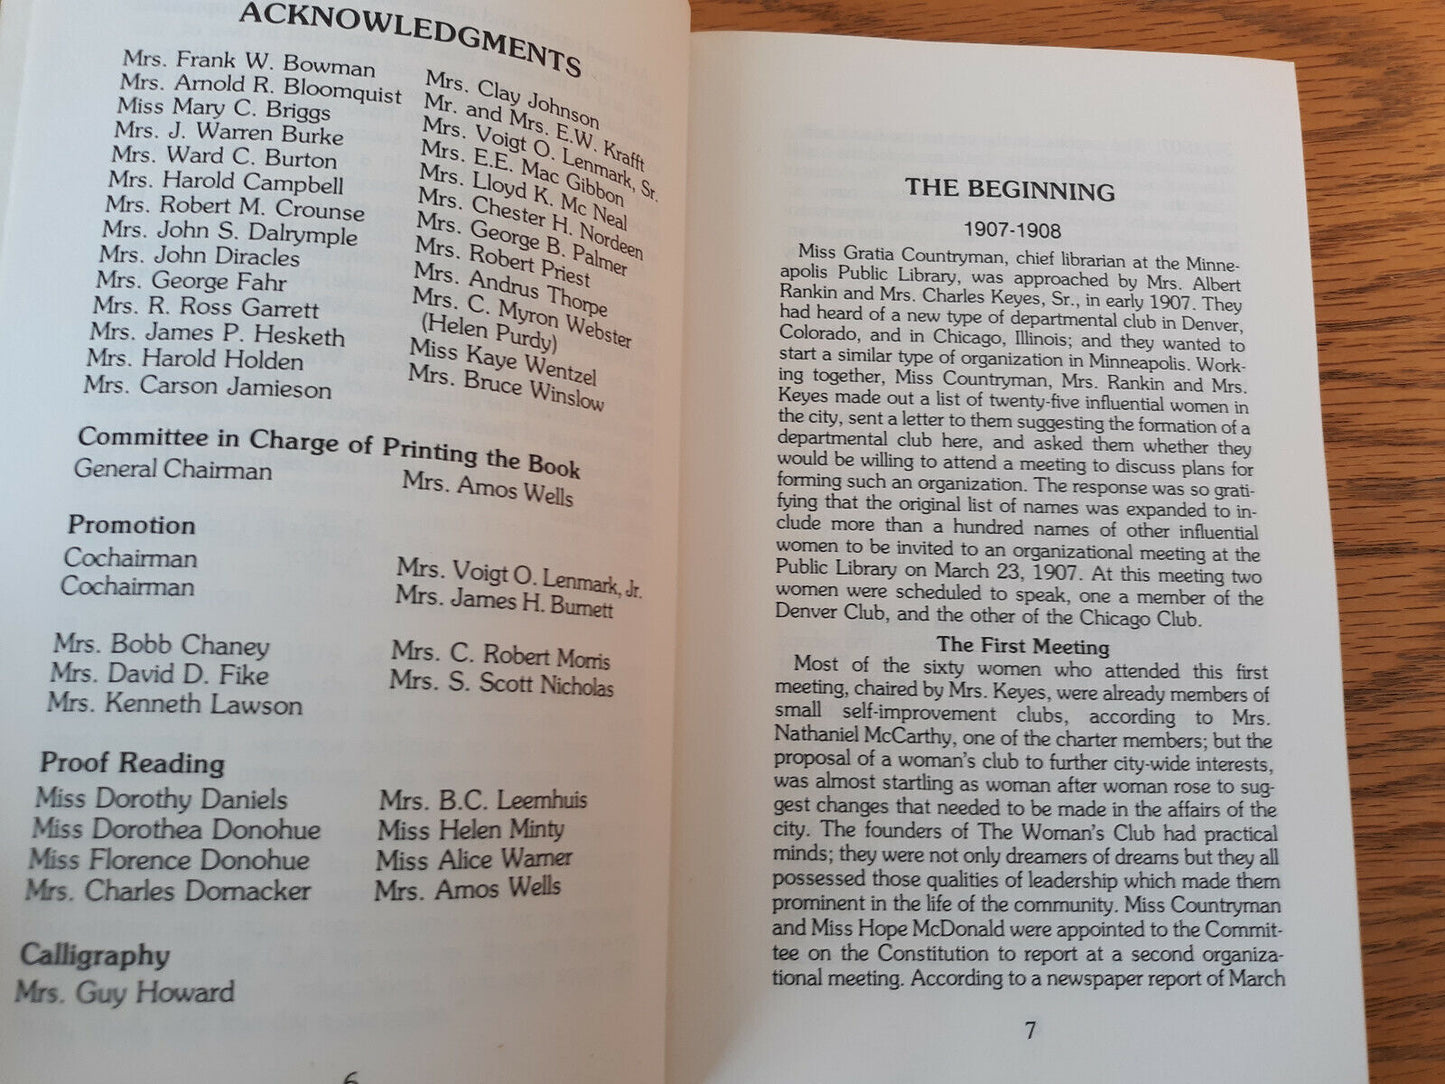 ACKNOWLEDGMENTS
Mrs. Frank W. Bowman
Mrs. Arnold R. Bloomquist
Miss Mary C. Briggs
Mrs. J. Warren Burke
Mrs. Ward C. Burton
Mrs. Harold Campbell
Mrs. Robert M. Crounse
Mrs. John S. Dalrymple
Mrs. John Diracles
Mrs. George Fahr
Mrs. R. Ross Garrett
Mrs. James P. Hesketh
Mrs. Harold Holden
Mrs. Carson Jamieson
Mrs. Clay Johnson
Mr. and Mrs. E.W. Krafft
Mrs. Voigt O. Lenmark, Sr.
Mrs. E.E. Mac Gibbon
Mrs. Lloyd K. Mc Neal
Mrs. Chester H. Nordeen
Mrs. George B. Palmer
Mrs. Robert Priest
Mrs. Andrus Thorpe
Mrs. C. Myron Webster
(Helen Purdy)
Miss Kaye Wentzel
Mrs. Bruce Winslow
Committee in Charge of Printing the Book
General Chairman Mrs. Amos Wells
Promotion
Cochairman Mrs. Voigt O. Lenmark, Jr.
Cochairman Mrs. James H. Burnett
Mrs. Bobb Chaney Mrs. C. Robert Morris
Mrs. David D. Fike Mrs. S. Scott Nicholas
Mrs. Kenneth Lawson
Proof Reading
Miss Dorothy Daniels Mrs. B.C. Leernhuis
Miss Dorothea Donohue Miss Helen Minty
Miss Florence Donohue Miss Alice Warner
Mrs. Charles Dornacker Mrs. Amos Wells
Calligraphy
Mrs. Guy Howard
6
THE BEGINNING
1907-1908
Miss Gratia Countryman, chief librarian at the Minne-
apolis Public Library, was approached by Mrs. Albert
Rankin and Mrs. Charles Keyes, Sr., in early 1907. They
had heard of a new type of departmental club in Denver,
Colorado, and in Chicago, Illinois; and they wanted to
start a similar type of organization in Minneapolis. Work-
ing together, Miss Countryman, Mrs. Rankin and Mrs.
Keyes made out a list of twenty-five influential women in
the city, sent a letter to them suggesting the formation of a
departmental club here, and asked them whether they
would be willing to attend a meeting to discuss plans for
forming such an organization. The response was so grati-
fying that the original list of names was expanded to in-
clude more than a hundred names of other influential
women to be invited to an organizational meeting at the
Public Library on March 23, 1907. At this meeting two
women were scheduled to speak, one a member of the
Denver Club, and the other of the Chicago Club.
The First Meeting
Most of the sixty women who attended this first
meeting, chaired by Mrs. Keyes, were already members of
small self-improvement clubs, according to Mrs.
Nathaniel McCarthy, one of the charter members; but the
proposal of a woman's club to further city-wide interests,
was almost startling as woman after woman rose to sug-
gest changes that needed to be made in the affairs of the
city. The founders of The Woman's Club had practical
minds; they were not only dreamers of dreams but they all
possessed those qualities of leadership which made them
prominent in the life of the community. Miss Countryman
and Miss Hope McDonald were appointed to the Commit-
tee on the Constitution to report at a second organiza-
tional meeting. According to a newspaper report of March
7